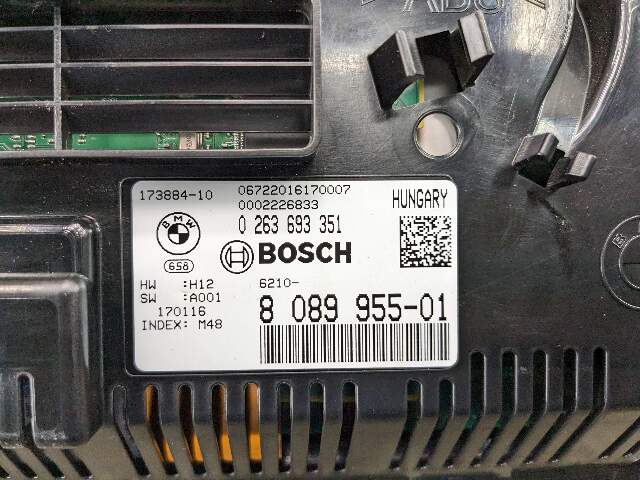 173884-10 06722016170007 HUNGARY
0002226833
0 263 693 351
BMW
BOSCH
658
HW :H12 6210-
SW :A001
170116 8 089 955-01
INDEX: M48